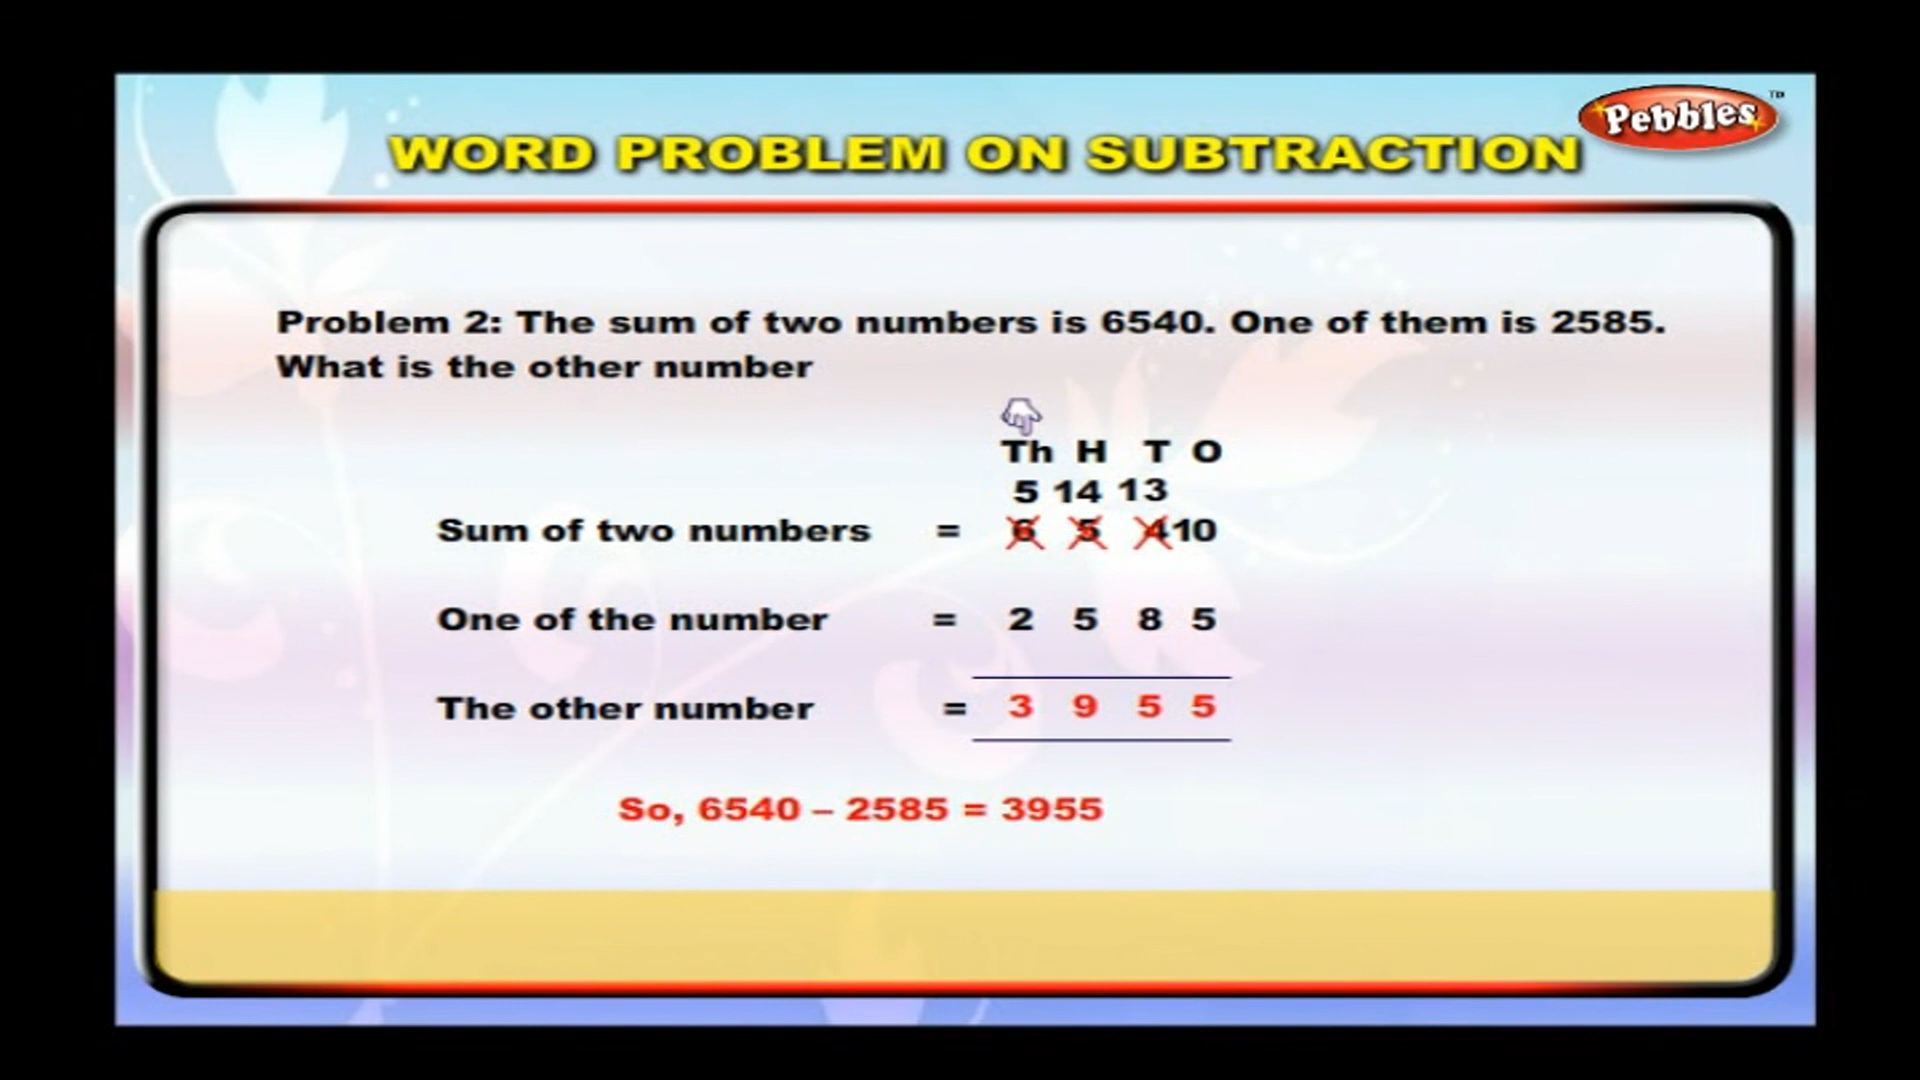 Pebbles™
WORD PROBLEM ON SUBTRACTION
Problem 2: The sum of two numbers is 6540. One of them is 2585.
What is the other number
Th H T O
5 14 13
Sum of two numbers = 6 5 4 10
One of the number = 2 5 8 5
The other number = 3 9 5 5
So, 6540 – 2585 = 3955